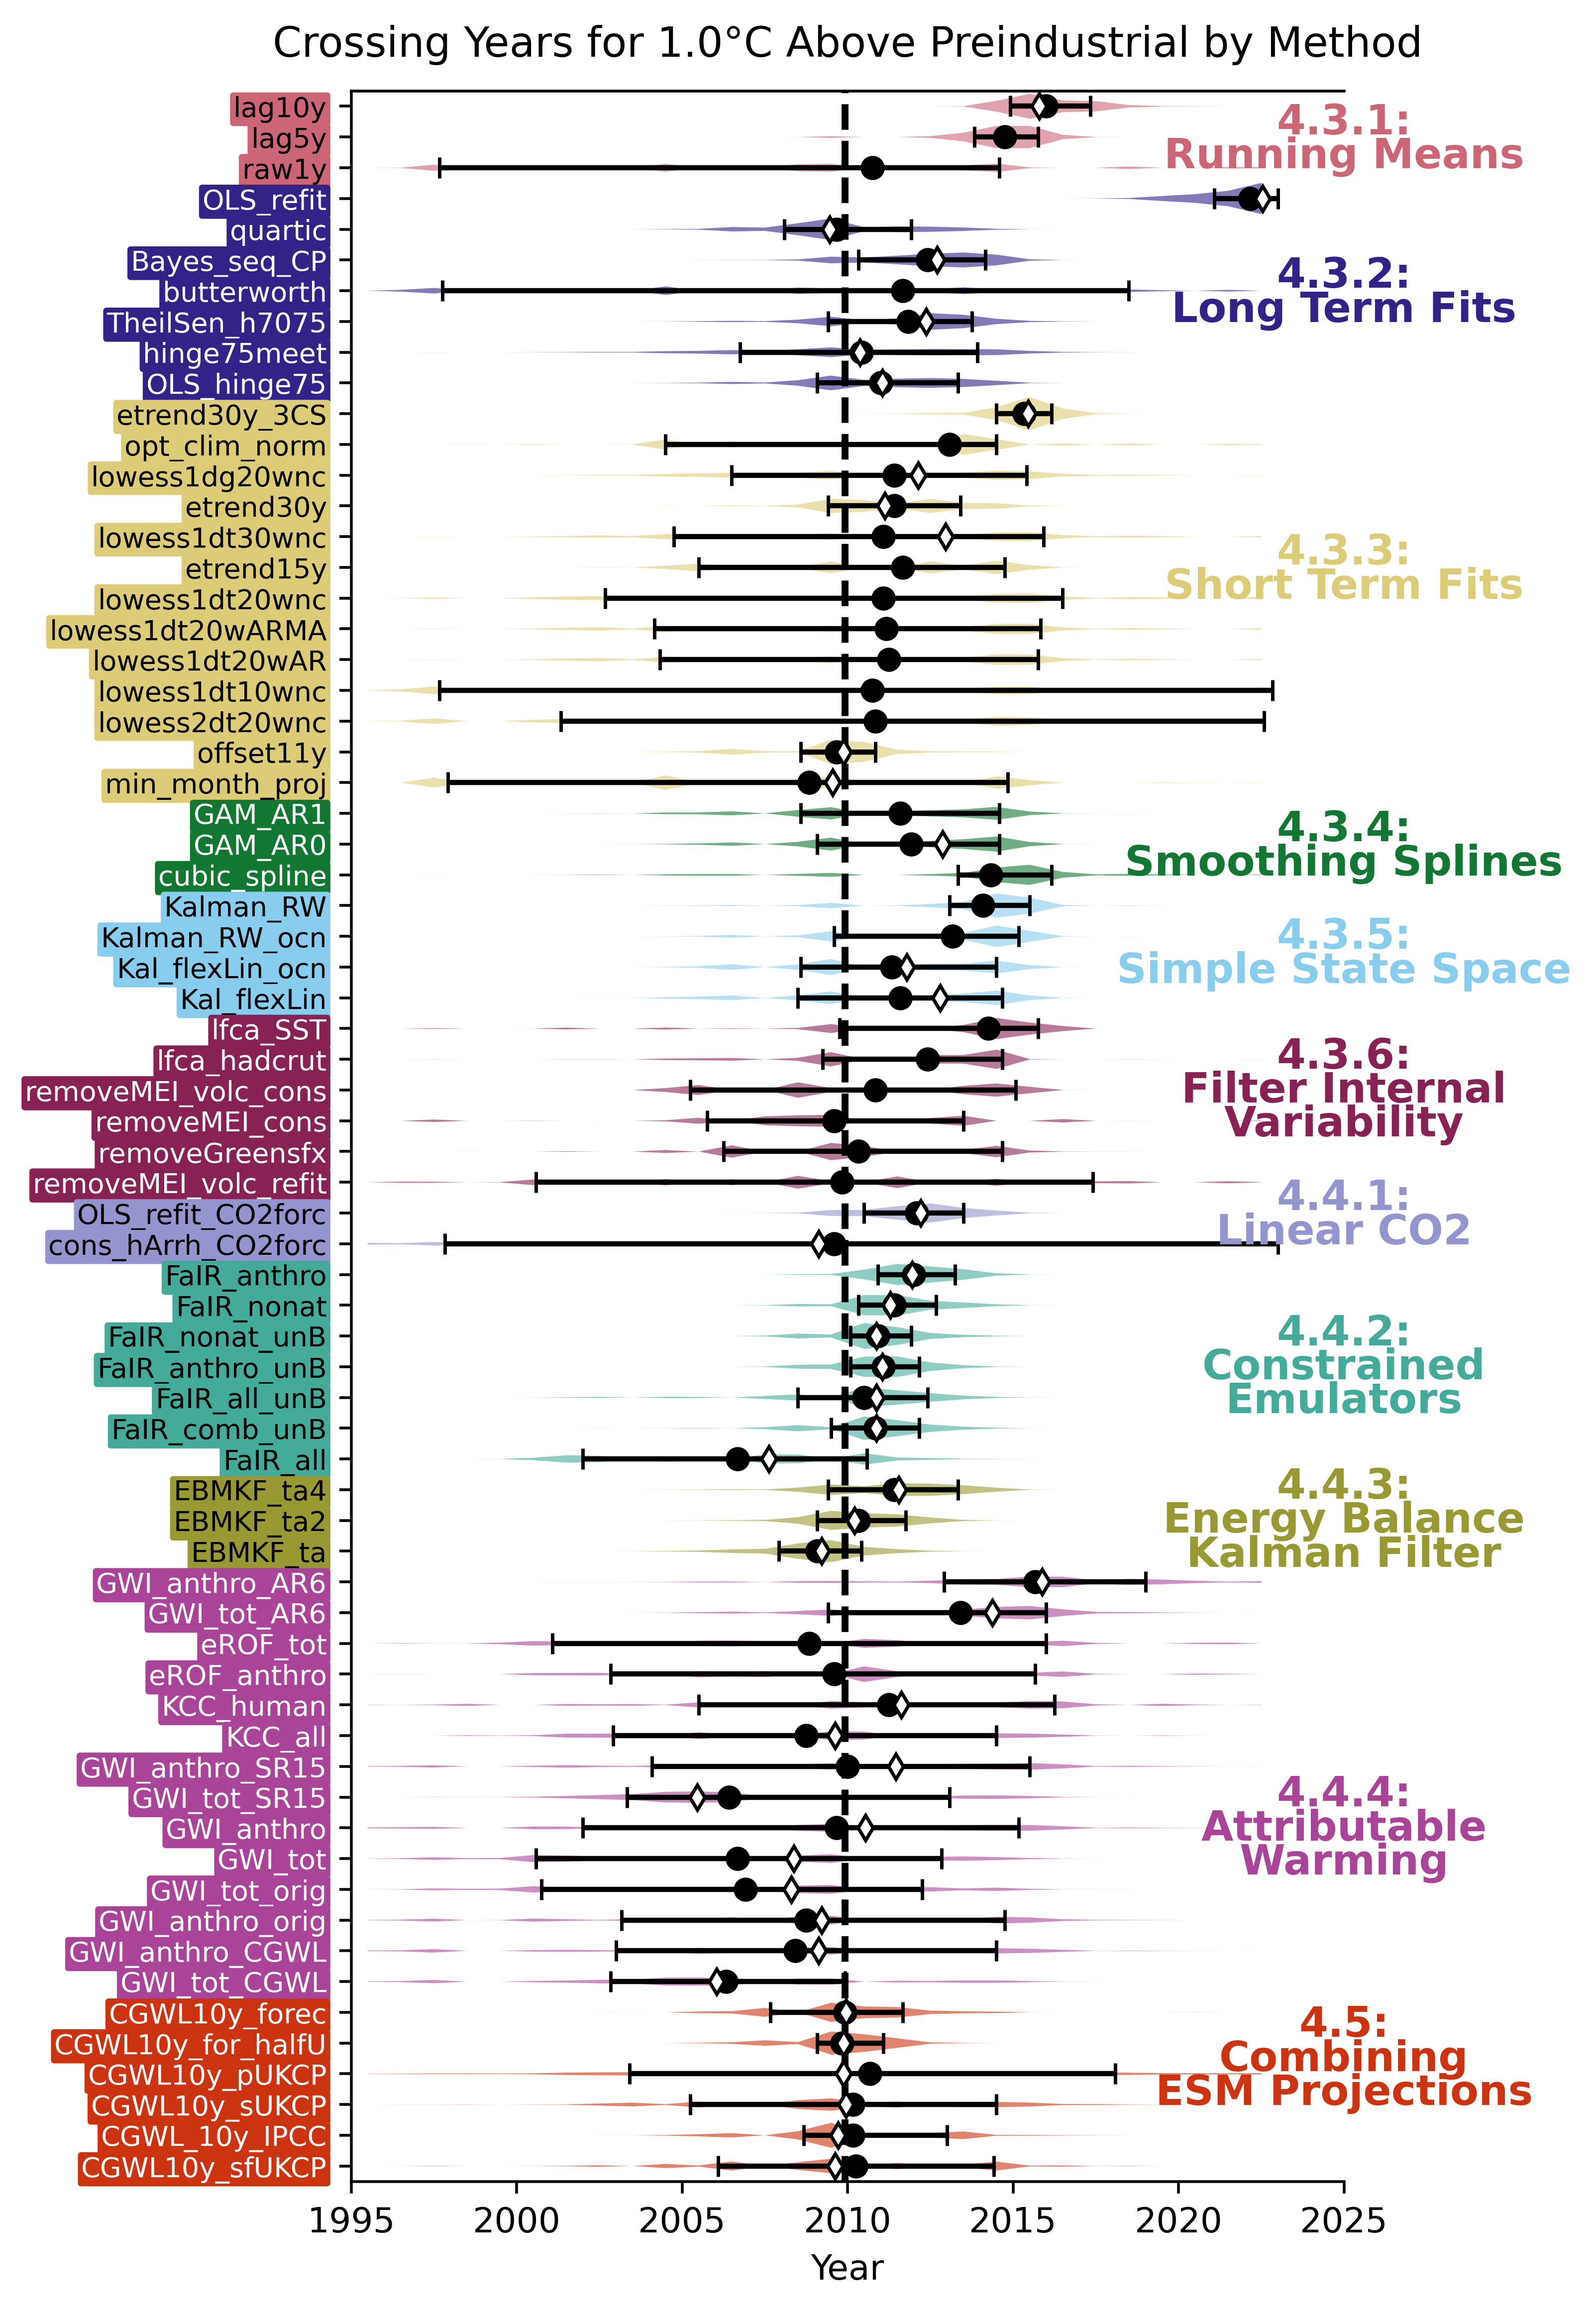 Crossing Years for 1.0°C Above Preindustrial by Method
lag10y
lag5y
raw1y
OLS_refit
quartic
Bayes_seq_CP
butterworth
TheilSen_h7075
hinge75meet
OLS_hinge75
etrend30y_3CS
opt_clim_norm
lowess1dg20wnc
etrend30y
lowess1dt30wnc
etrend15y
lowess1dt20wnc
lowess1dt20wARMA
lowess1dt20wAR
lowess1dt10wnc
lowess2dt20wnc
offset11y
min_month_proj
GAM_AR1
GAM_AR0
cubic_spline
Kalman_RW
Kalman_RW_ocn
Kal_flexLin_ocn
Kal_flexLin
lfca_SST
lfca_hadcrut
removeMEI_volc_cons
removeMEI_cons
removeGreensfx
removeMEI_volc_refit
OLS_refit_CO2forc
cons_hArrh_CO2forc
FaIR_anthro
FaIR_nonat
FaIR_nonat_unB
FaIR_anthro_unB
FaIR_all_unB
FaIR_comb_unB
FaIR_all
EBMKF_ta4
EBMKF_ta2
EBMKF_ta
GWI_anthro_AR6
GWI_tot_AR6
eROF_tot
eROF_anthro
KCC_human
KCC_all
GWI_anthro_SR15
GWI_tot_SR15
GWI_anthro
GWI_tot
GWI_tot_orig
GWI_anthro_orig
GWI_anthro_CGWL
GWI_tot_CGWL
CGWL10y_forec
CGWL10y_for_halfU
CGWL10y_pUKCP
CGWL10y_sUKCP
CGWL_10y_IPCC
CGWL10y_sfUKCP
4.3.1:
Running Means
4.3.2:
Long Term Fits
4.3.3:
Short Term Fits
4.3.4:
Smoothing Splines
4.3.5:
Simple State Space
4.3.6:
Filter Internal
Variability
4.4.1:
Linear CO2
4.4.2:
Constrained
Emulators
4.4.3:
Energy Balance
Kalman Filter
4.4.4:
Attributable
Warming
4.5:
Combining
ESM Projections
1995 2000 2005 2010 2015 2020 2025
Year